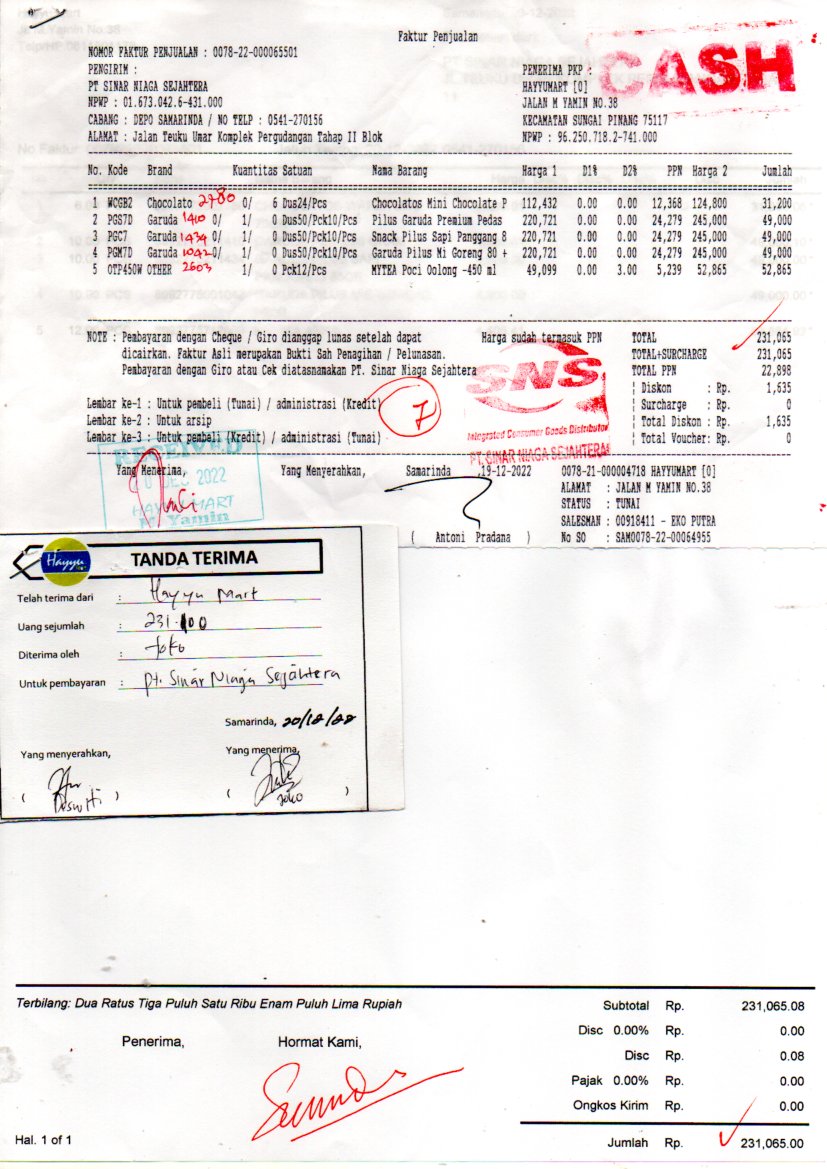 Faktur Penjualan
NOMOR FAKTUR PENJUALAN : 0078-22-000065501
PENGIRIM :
PT SINAR NIAGA SEJAHTERA
NPWP : 01.673.042.6-431.000
CABANG : DEPO SAMARINDA / NO TELP : 0541-270156
ALAMAT : Jalan Teuku Umar Komplek Pergudangan Tahap II Blok
PENERIMA PKP :
HAYYUMART [0]
JALAN M YAMIN NO.38
KECAMATAN SUNGAI PINANG 75117
NPWP : 96.250.718.2-741.000
CASH
No. Kode Brand Kuantitas Satuan Nama Barang Harga 1 D1% D2% PPN Harga 2 Jumlah
1 WCGB2 Chocolato 2780 0/ 6 Dus24/Pcs Chocolatos Mini Chocolate P 112,432 0.00 0.00 12,368 124,800 31,200
2 PGS7D Garuda 1410 0/ 1/ 0 Dus50/Pck10/Pcs Pilus Garuda Premium Pedas 220,721 0.00 0.00 24,279 245,000 49,000
3 PGC7 Garuda 1434 0/ 1/ 0 Dus50/Pck10/Pcs Snack Pilus Sapi Panggang 8 220,721 0.00 0.00 24,279 245,000 49,000
4 PGM7D Garuda 1042 0/ 1/ 0 Dus50/Pck10/Pcs Garuda Pilus Mi Goreng 80 + 220,721 0.00 0.00 24,279 245,000 49,000
5 OTP450W OTHER 2603 1/ 0 Pck12/Pcs MYTEA Poci Oolong -450 ml 49,099 0.00 3.00 5,239 52,865 52,865
NOTE : Pembayaran dengan Cheque / Giro dianggap lunas setelah dapat
dicairkan. Faktur Asli merupakan Bukti Sah Penagihan / Pelunasan.
Pembayaran dengan Giro atau Cek diatasnamakan PT. Sinar Niaga Sejahtera
Harga sudah termasuk PPN
TOTAL 231,065
TOTAL+SURCHARGE 231,065
TOTAL PPN 22,898
| Diskon : Rp. 1,635
| Surcharge : Rp. 0
| Total Diskon : Rp. 1,635
| Total Voucher: Rp. 0
Lembar ke-1 : Untuk pembeli (Tunai) / administrasi (Kredit)
Lembar ke-2 : Untuk arsip
Lembar ke-3 : Untuk pembeli (Kredit) / administrasi (Tunai)
7
SNS
Integrated Consumer Goods Distributor
PT. SINAR NIAGA SEJAHTERA
Yang Menerima, Yang Menyerahkan, Samarinda ,19-12-2022
RECEIVED
DEC 2022
HAYYU MART
M Yamin
( Antoni Pradana )
0078-21-000004718 HAYYUMART [0]
ALAMAT : JALAN M YAMIN NO.38
STATUS : TUNAI
SALESMAN : 00918411 - EKO PUTRA
No SO : SAM0078-22-00064955
Hayyu
TANDA TERIMA
Telah terima dari : Hayyu Mart
Uang sejumlah : 231.100
Diterima oleh : Joko
Untuk pembayaran : pt. Sinar Niaga Sejahtera
Samarinda, 20/12/22
Yang menyerahkan, Yang menerima,
( ) ( Joko )
Terbilang: Dua Ratus Tiga Puluh Satu Ribu Enam Puluh Lima Rupiah
Penerima, Hormat Kami,
Subtotal Rp. 231,065.08
Disc 0.00% Rp. 0.00
Disc Rp. 0.08
Pajak 0.00% Rp. 0.00
Ongkos Kirim Rp. 0.00
Jumlah Rp. 231,065.00
Hal. 1 of 1